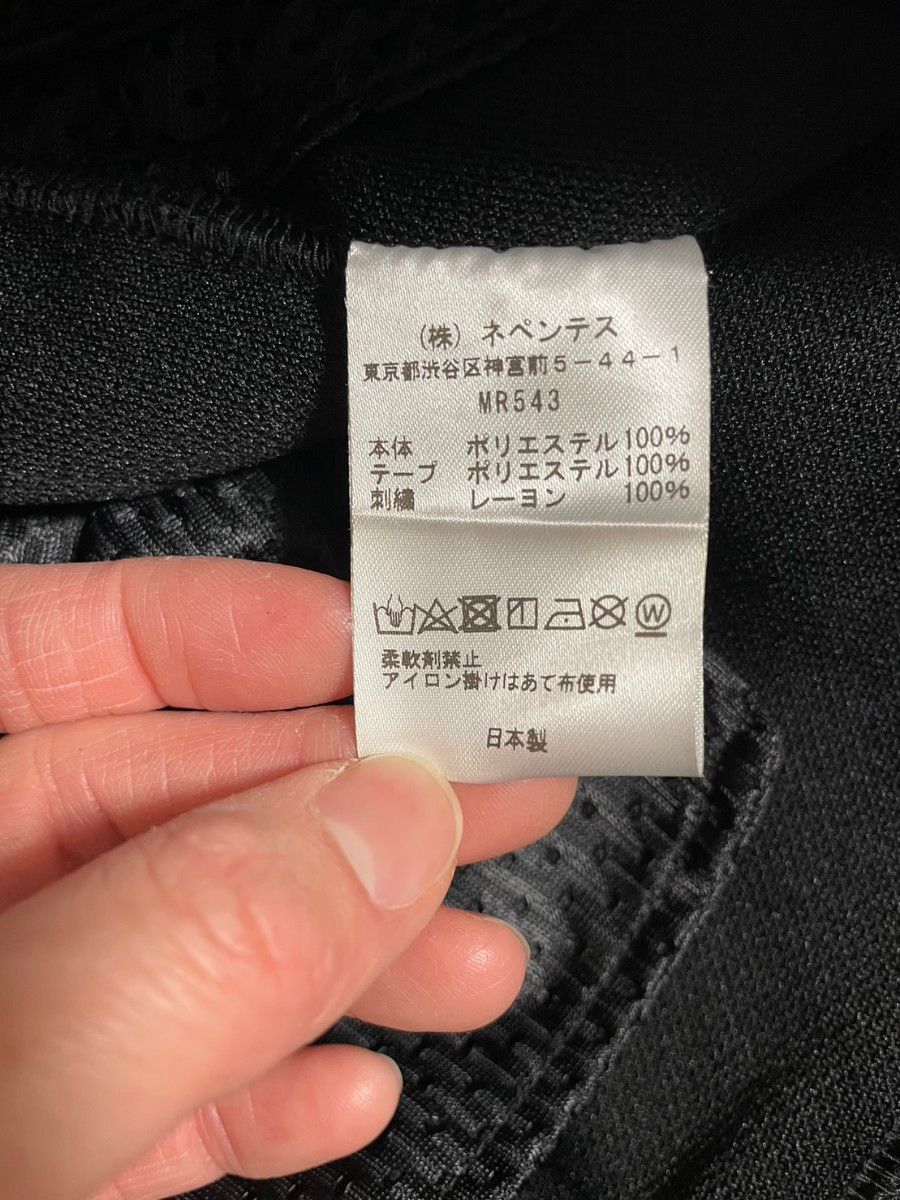 (株) ネペンテス
東京都渋谷区神宮前5-44-1
MR543
本体 ポリエステル100%
テープ ポリエステル100%
刺繍 レーヨン 100%
W
柔軟剤禁止
アイロン掛けはあて布使用
日本製